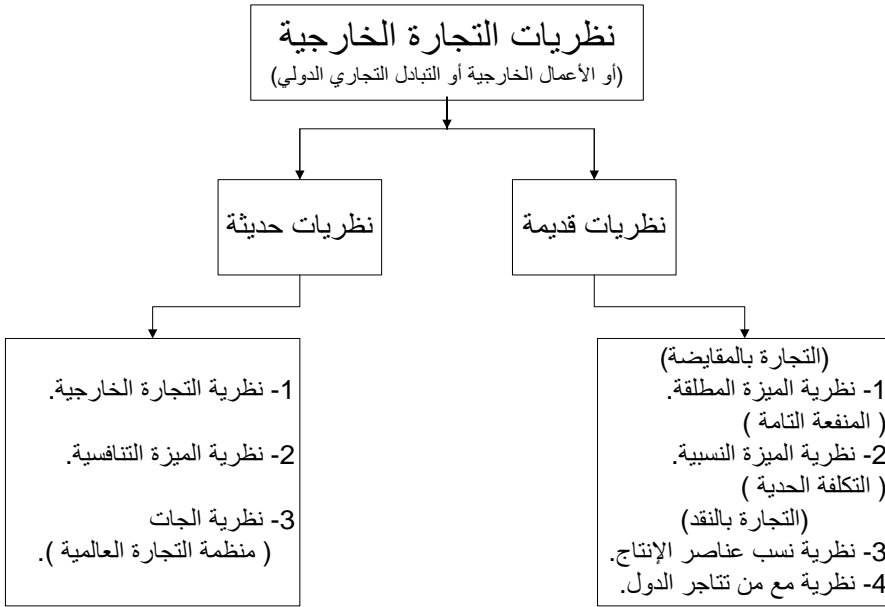 نظريات التجارة الخارجية
(أو الأعمال الخارجية أو التبادل التجاري الدولي)
نظريات قديمة
نظريات حديثة
(التجارة بالمقايضة)
1- نظرية الميزة المطلقة.
( المنفعة التامة )
2- نظرية الميزة النسبية.
( التكلفة الحدية )
(التجارة بالنقد)
3- نظرية نسب عناصر الإنتاج.
4- نظرية مع من تتاجر الدول.
1- نظرية التجارة الخارجية.
2- نظرية الميزة التنافسية.
3- نظرية الجات
( منظمة التجارة العالمية ).